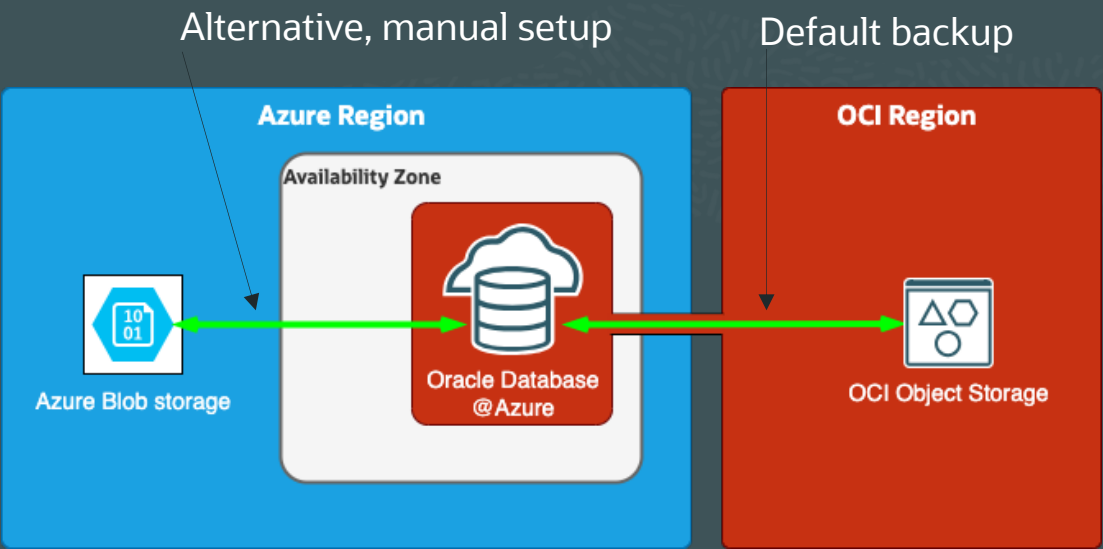 Alternative, manual setup
Default backup
Azure Region
OCI Region
Availability Zone
10
01
Azure Blob storage
Oracle Database
@Azure
OCI Object Storage